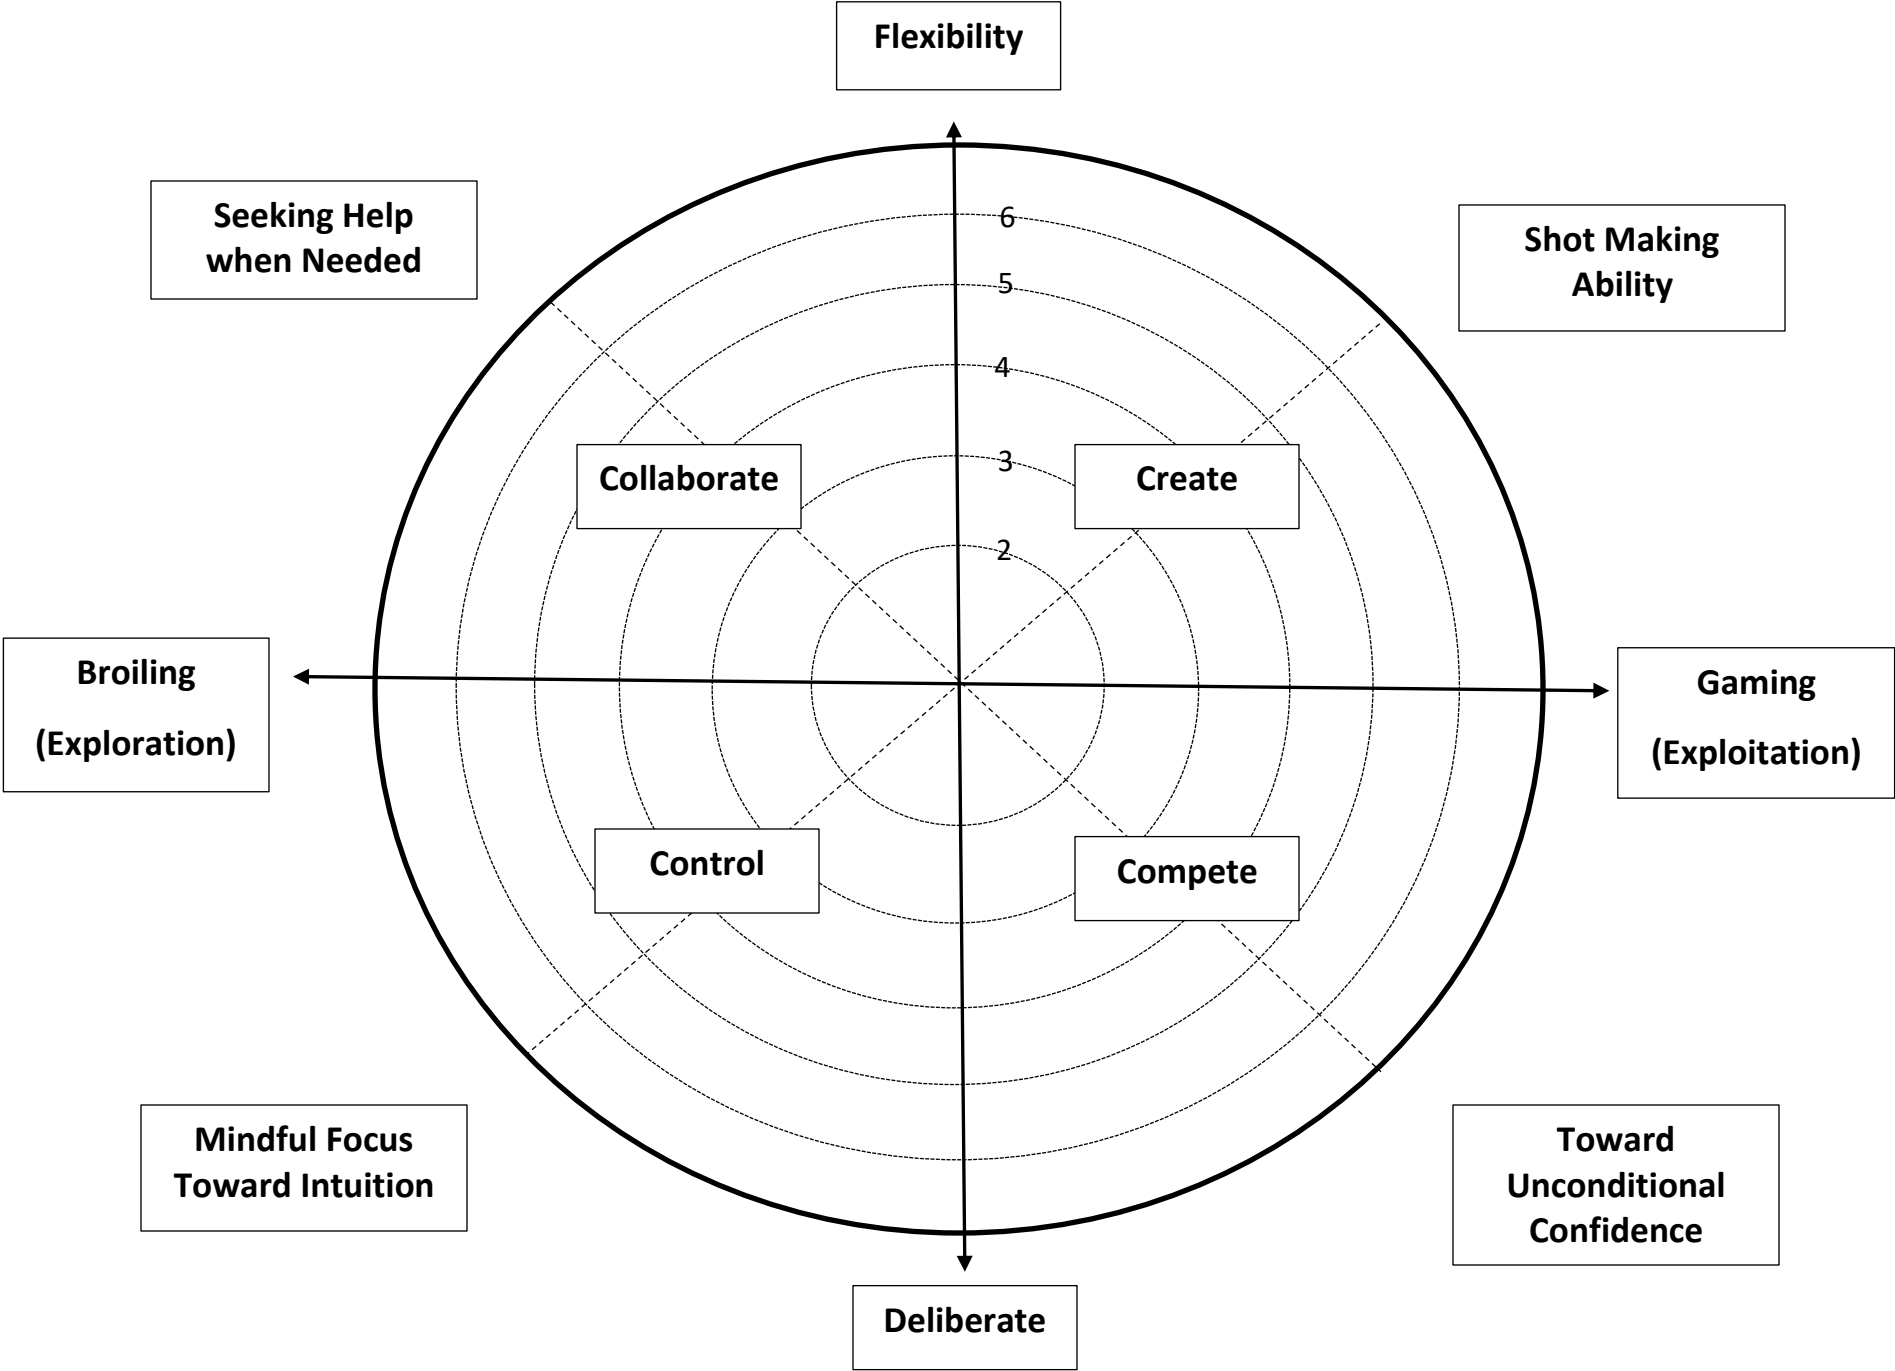 Flexibility
Seeking Help
when Needed
Shot Making
Ability
6
5
4
3
2
Collaborate
Create
Broiling
(Exploration)
Gaming
(Exploitation)
Control
Compete
Mindful Focus
Toward Intuition
Toward
Unconditional
Confidence
Deliberate